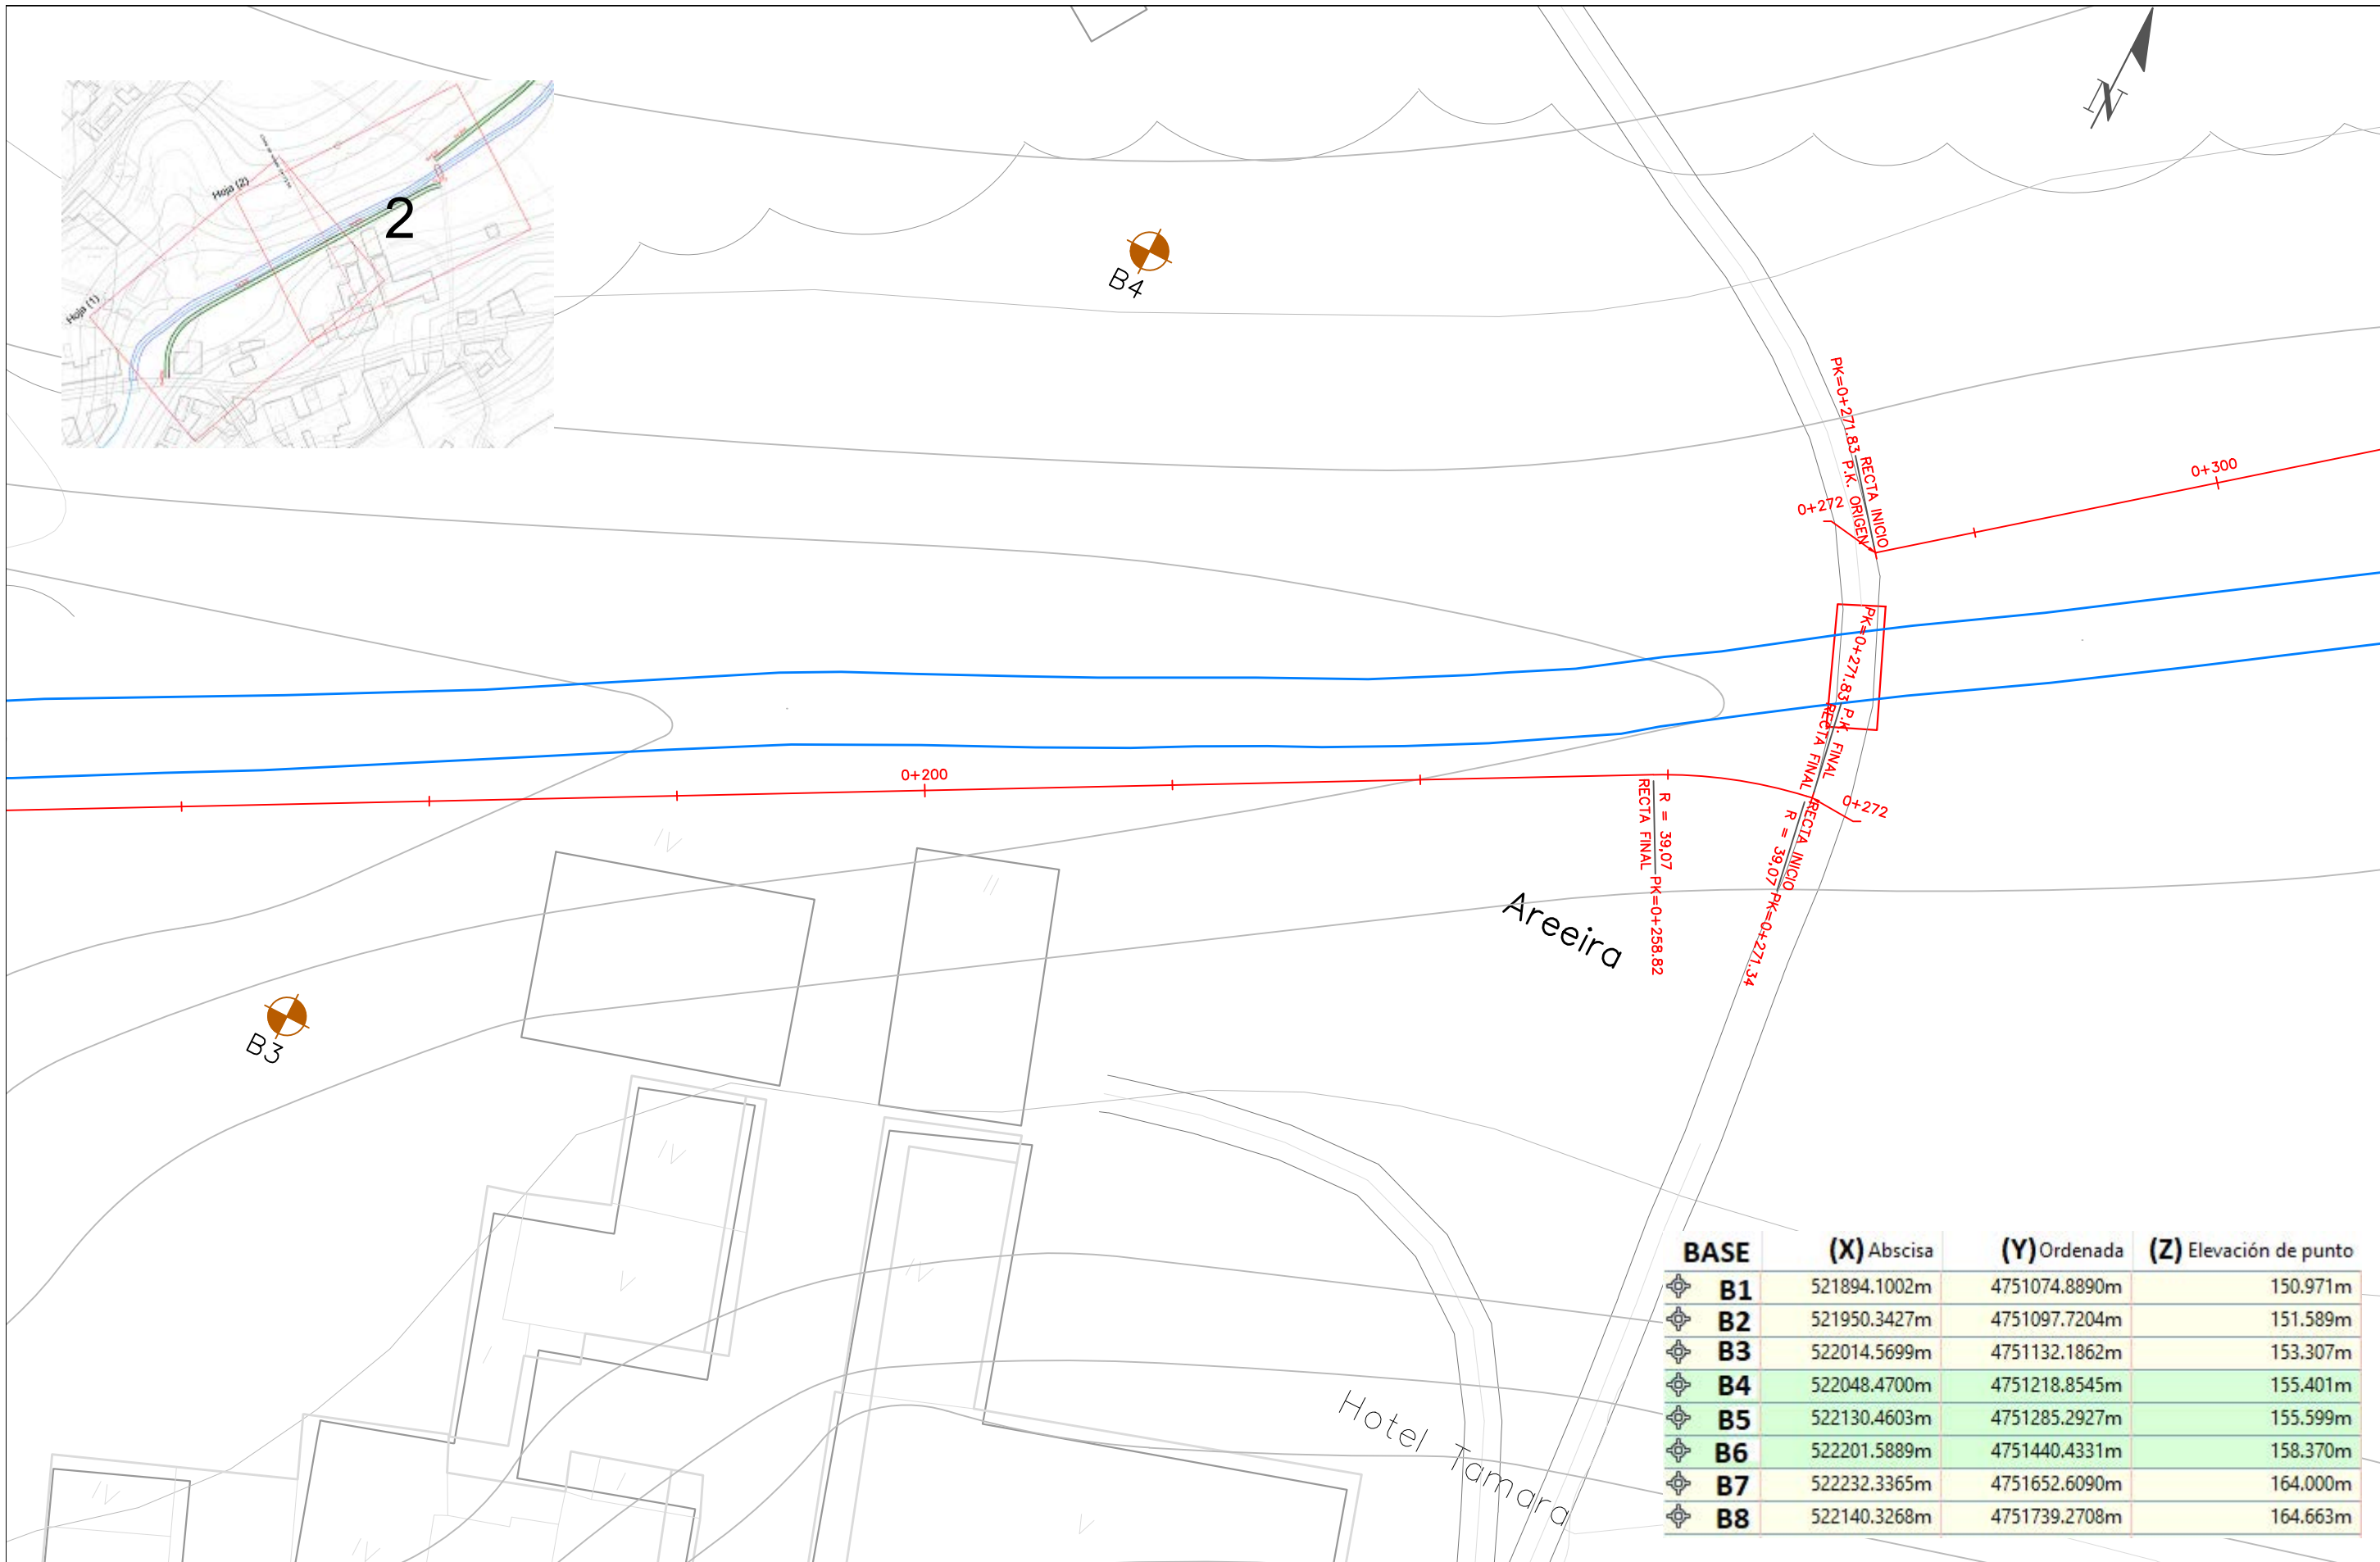 N
Hoja (2)
2
Hoja (1)
B4
PK=0+271.83 P.K. ORIGEN
RECTA INICIO
0+272
0+300
PK=0+271.83 P.K. FINAL
RECTA FINAL
0+200
0+272
R = 39,07 PK=0+258.82
RECTA FINAL
RECTA INICIO
R = 39,07 PK=0+271.34
Areeira
B3
Hotel Tamara
BASE (X) Abscisa (Y) Ordenada (Z) Elevación de punto
B1 521894.1002m 4751074.8890m 150.971m
B2 521950.3427m 4751097.7204m 151.589m
B3 522014.5699m 4751132.1862m 153.307m
B4 522048.4700m 4751218.8545m 155.401m
B5 522130.4603m 4751285.2927m 155.599m
B6 522201.5889m 4751440.4331m 158.370m
B7 522232.3365m 4751652.6090m 164.000m
B8 522140.3268m 4751739.2708m 164.663m